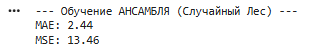 --- Обучение АНСАМБЛЯ (Случайный Лес) ---
MAE: 2.44
MSE: 13.46